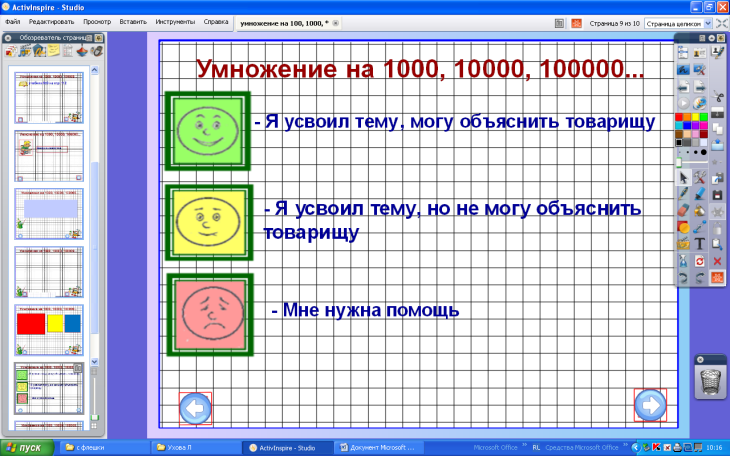 ActivInspire - Studio
Файл Редактировать Просмотр Вставить Инструменты Справка
умножение на 100, 1000, *
Страница 9 из 10
Страница целиком
Обозреватель страниц
Умножение на 1000, 10000, 100000...
- Я усвоил тему, могу объяснить товарищу
- Я усвоил тему, но не могу объяснить
товарищу
- Мне нужна помощь
пуск
с флешки
Ухова Л
ActivInspire - Studio
Документ Microsoft ...
Microsoft Office
RL
Средства Microsoft Office
10:16